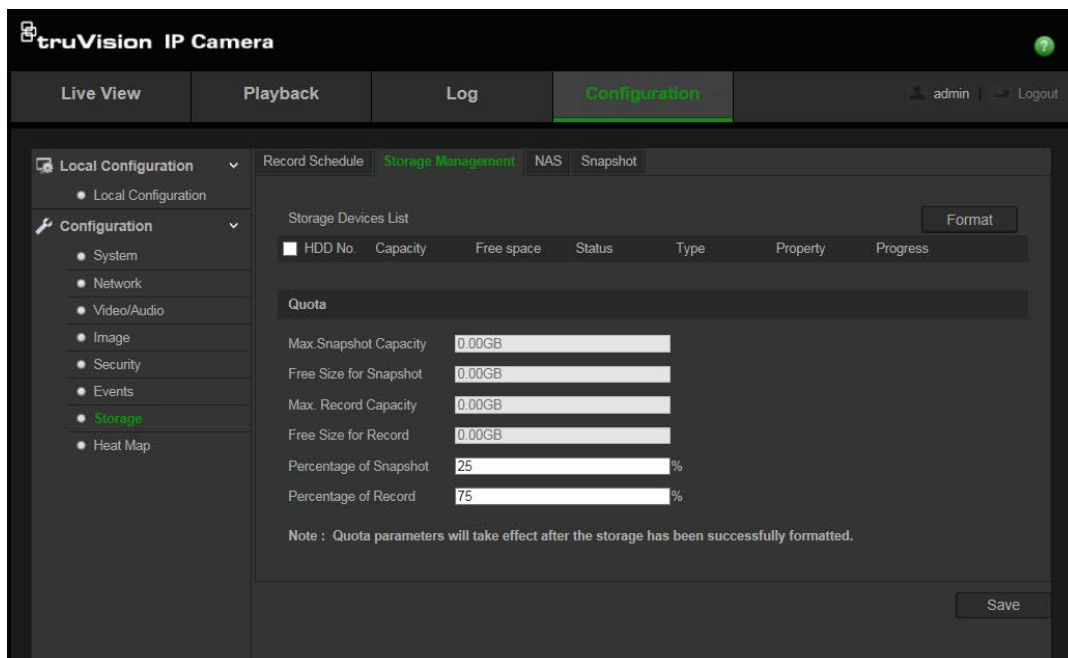 truVision IP Camera
?
Live View Playback Log Configuration admin | Logout
Local Configuration
Local Configuration
Configuration
System
Network
Video/Audio
Image
Security
Events
Storage
Heat Map
Record Schedule Storage Management NAS Snapshot
Storage Devices List Format
HDD No. Capacity Free space Status Type Property Progress
Quota
Max.Snapshot Capacity 0.00GB
Free Size for Snapshot 0.00GB
Max. Record Capacity 0.00GB
Free Size for Record 0.00GB
Percentage of Snapshot 25 %
Percentage of Record 75 %
Note : Quota parameters will take effect after the storage has been successfully formatted.
Save